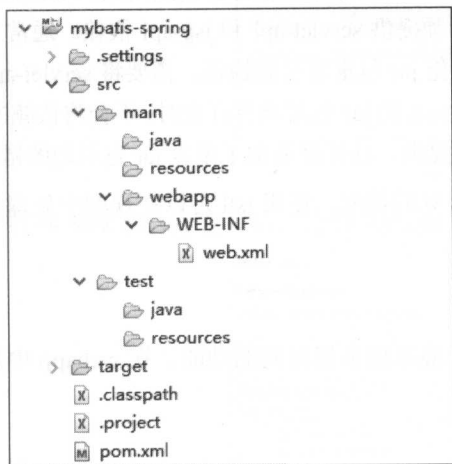 mybatis-spring
.settings
src
main
java
resources
webapp
WEB-INF
web.xml
test
java
resources
target
.classpath
.project
pom.xml